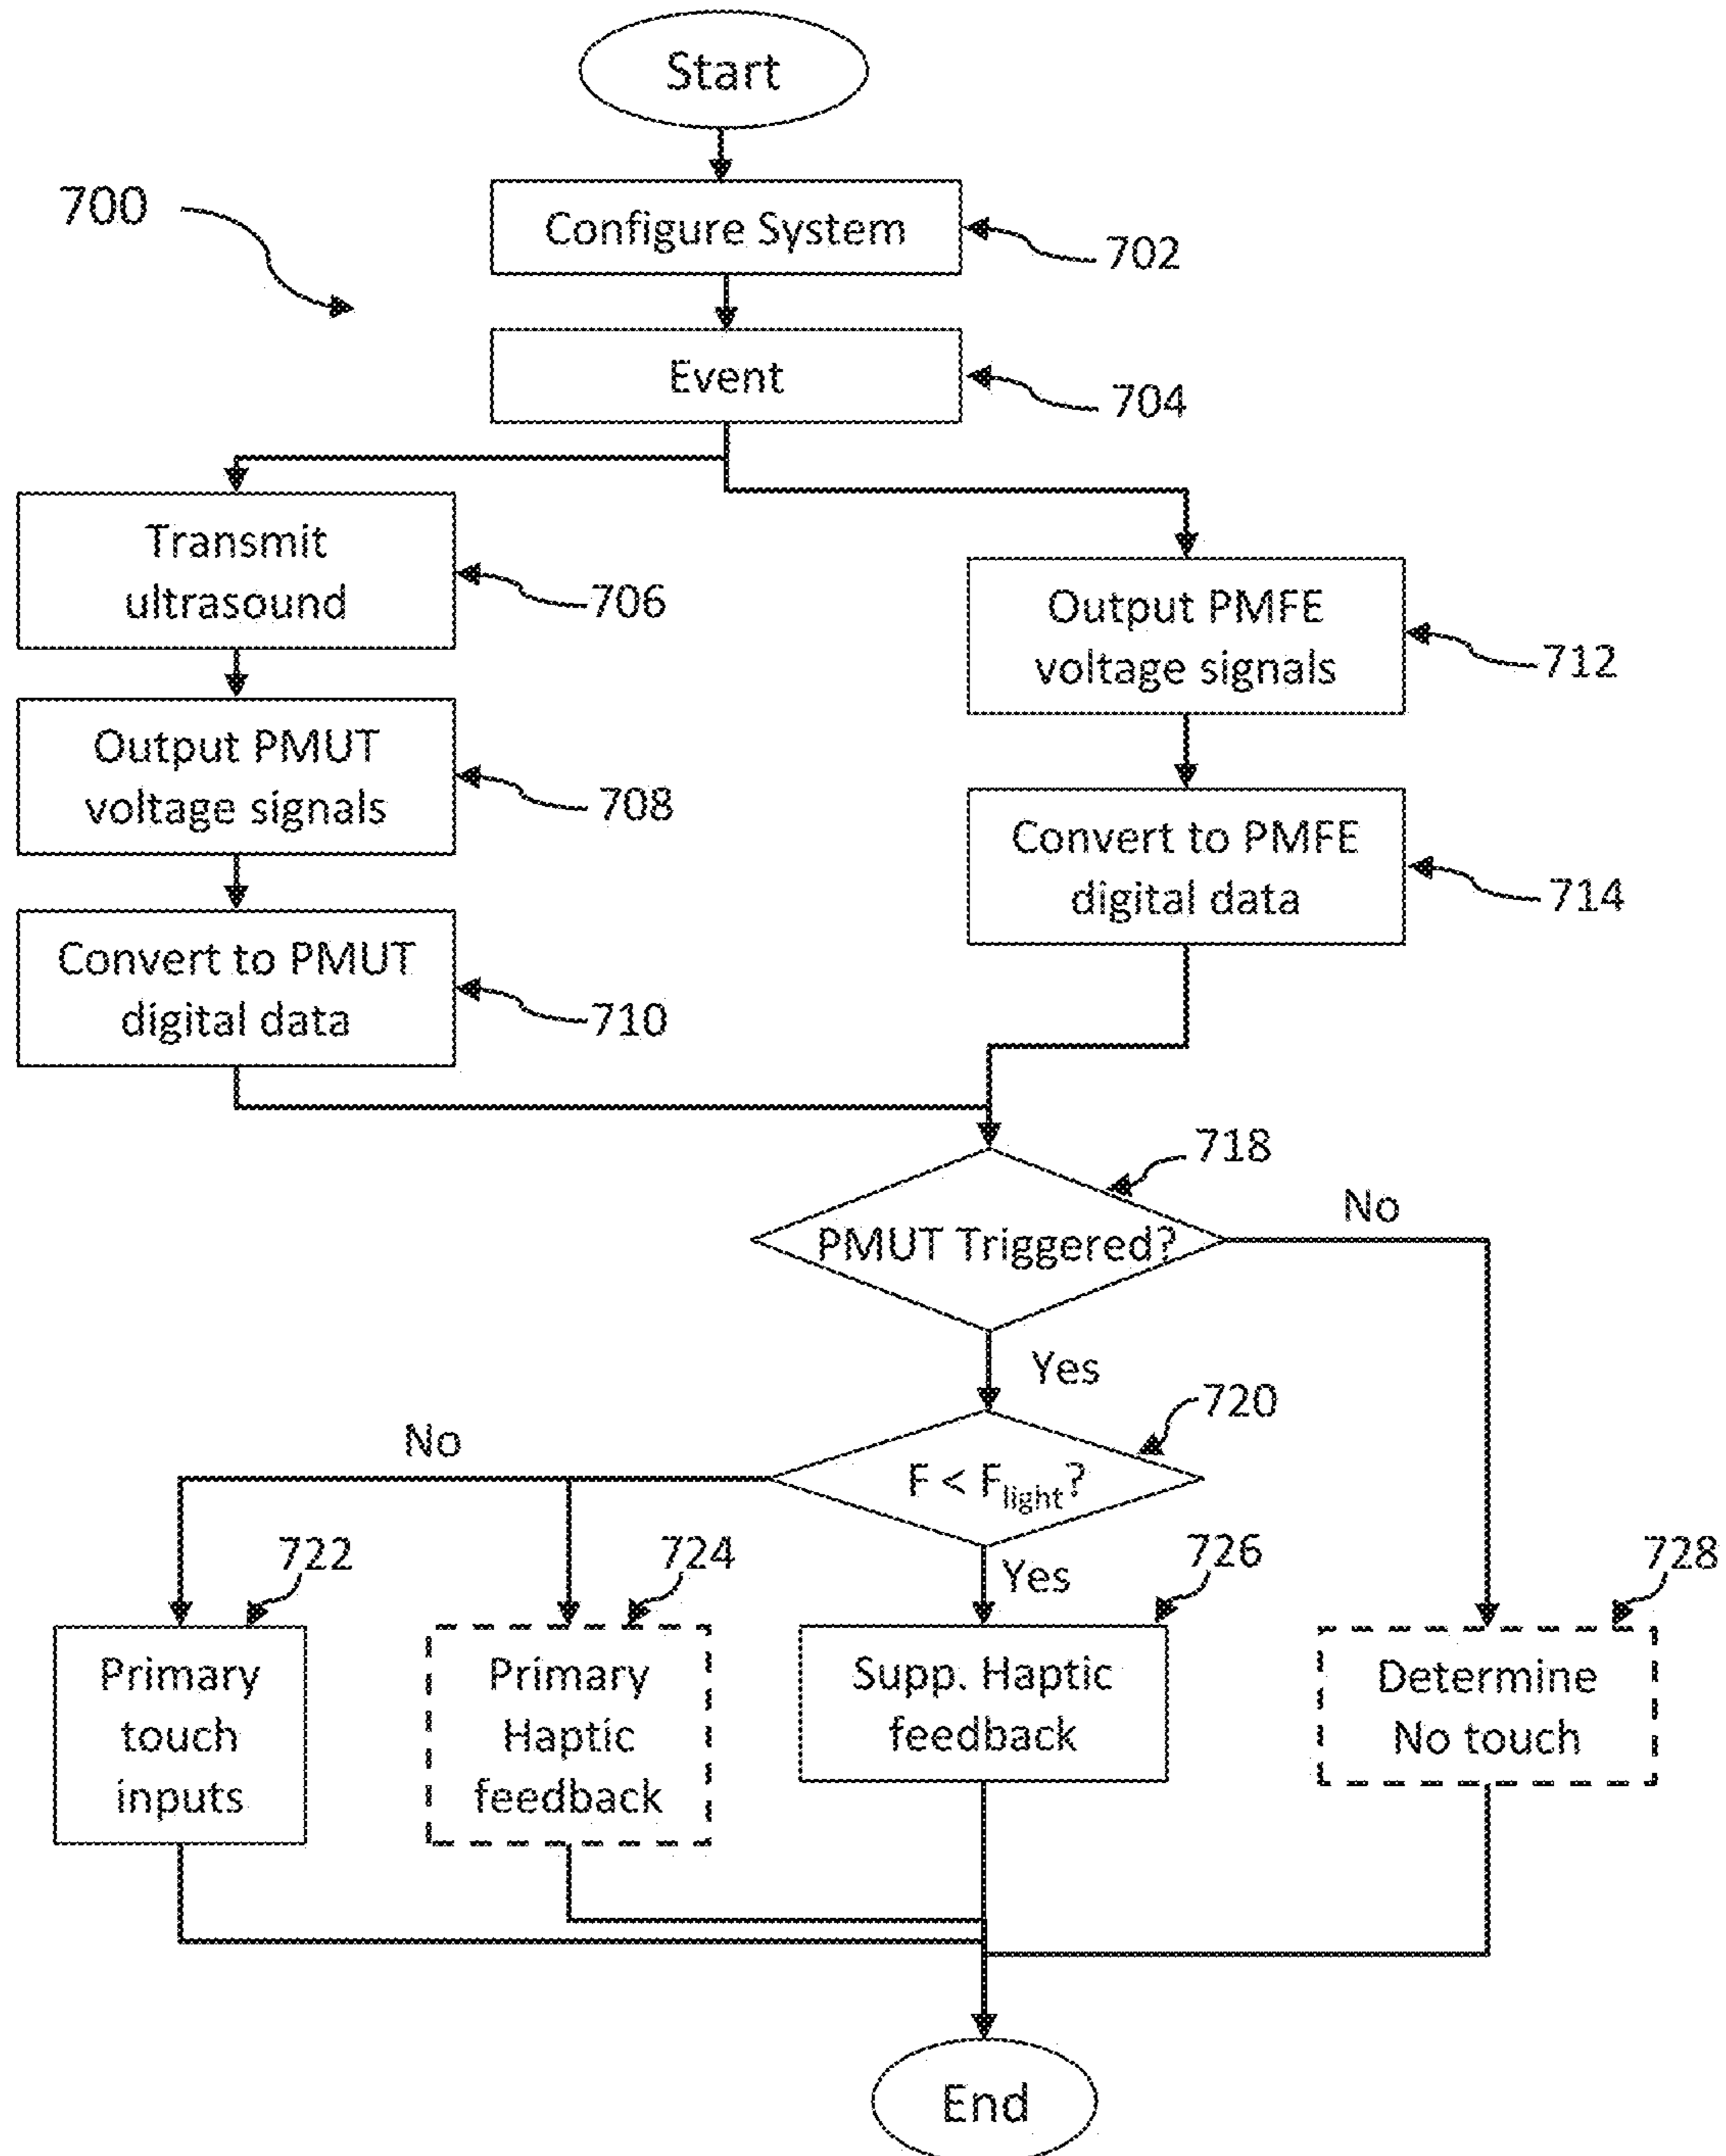 Start
700
Configure System
702
Event
704
Transmit
ultrasound
706
Output PMFE
voltage signals
712
Output PMUT
voltage signals
708
Convert to PMFE
digital data
714
Convert to PMUT
digital data
710
718
PMUT Triggered?
No
Yes
720
No
F < Flight?
Yes
722
724
726
728
Primary
touch
inputs
Primary
Haptic
feedback
Supp. Haptic
feedback
Determine
No touch
End